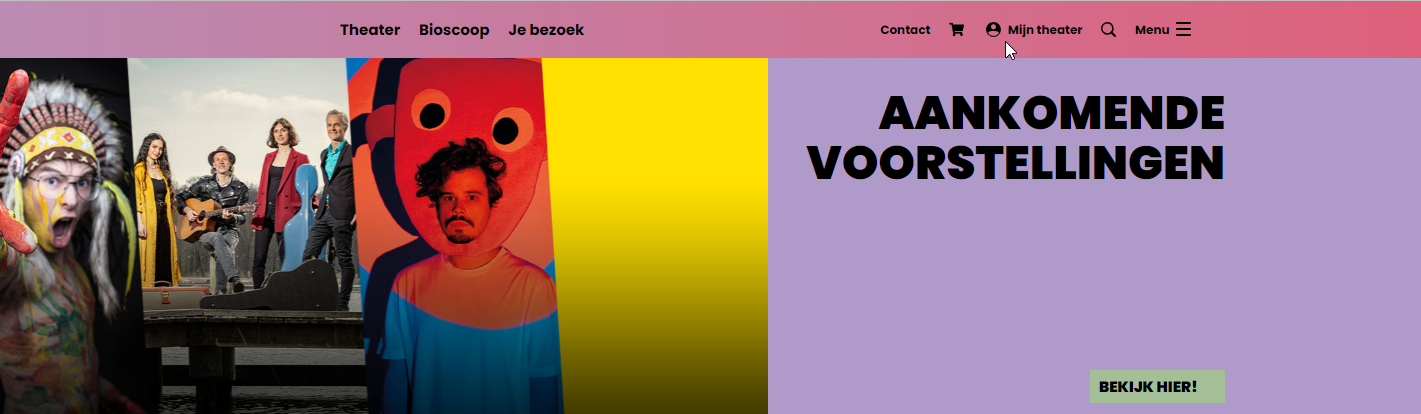 Theater Bioscoop Je bezoek Contact Mijn theater Menu
AANKOMENDE
VOORSTELLINGEN
BEKIJK HIER!